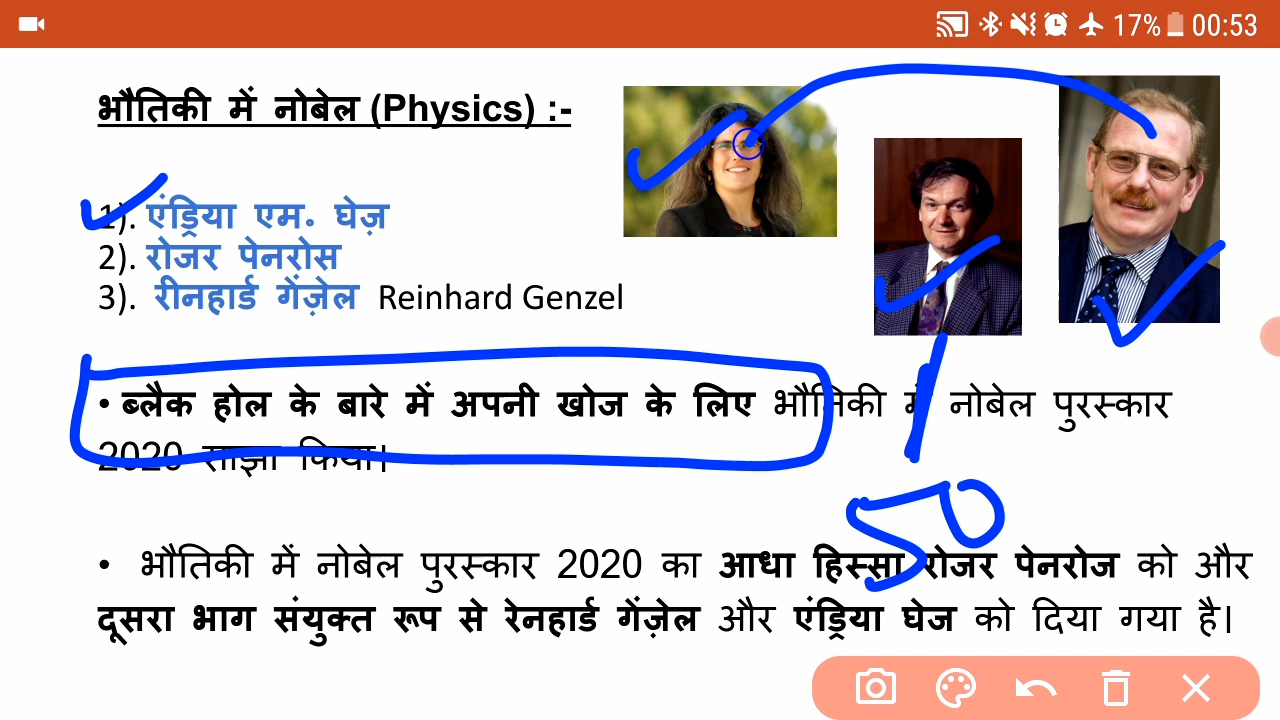 17% 00:53
भौतिकी में नोबेल (Physics) :-
1). एंड्रिया एम. घेज़
2). रोजर पेनरोस
3). रीनहार्ड गेंज़ेल Reinhard Genzel
• ब्लैक होल के बारे में अपनी खोज के लिए भौतिकी में नोबेल पुरस्कार
2020 साझा किया।
50
• भौतिकी में नोबेल पुरस्कार 2020 का आधा हिस्सा रोजर पेनरोज को और
दूसरा भाग संयुक्त रूप से रेनहार्ड गेंज़ेल और एंड्रिया घेज को दिया गया है।